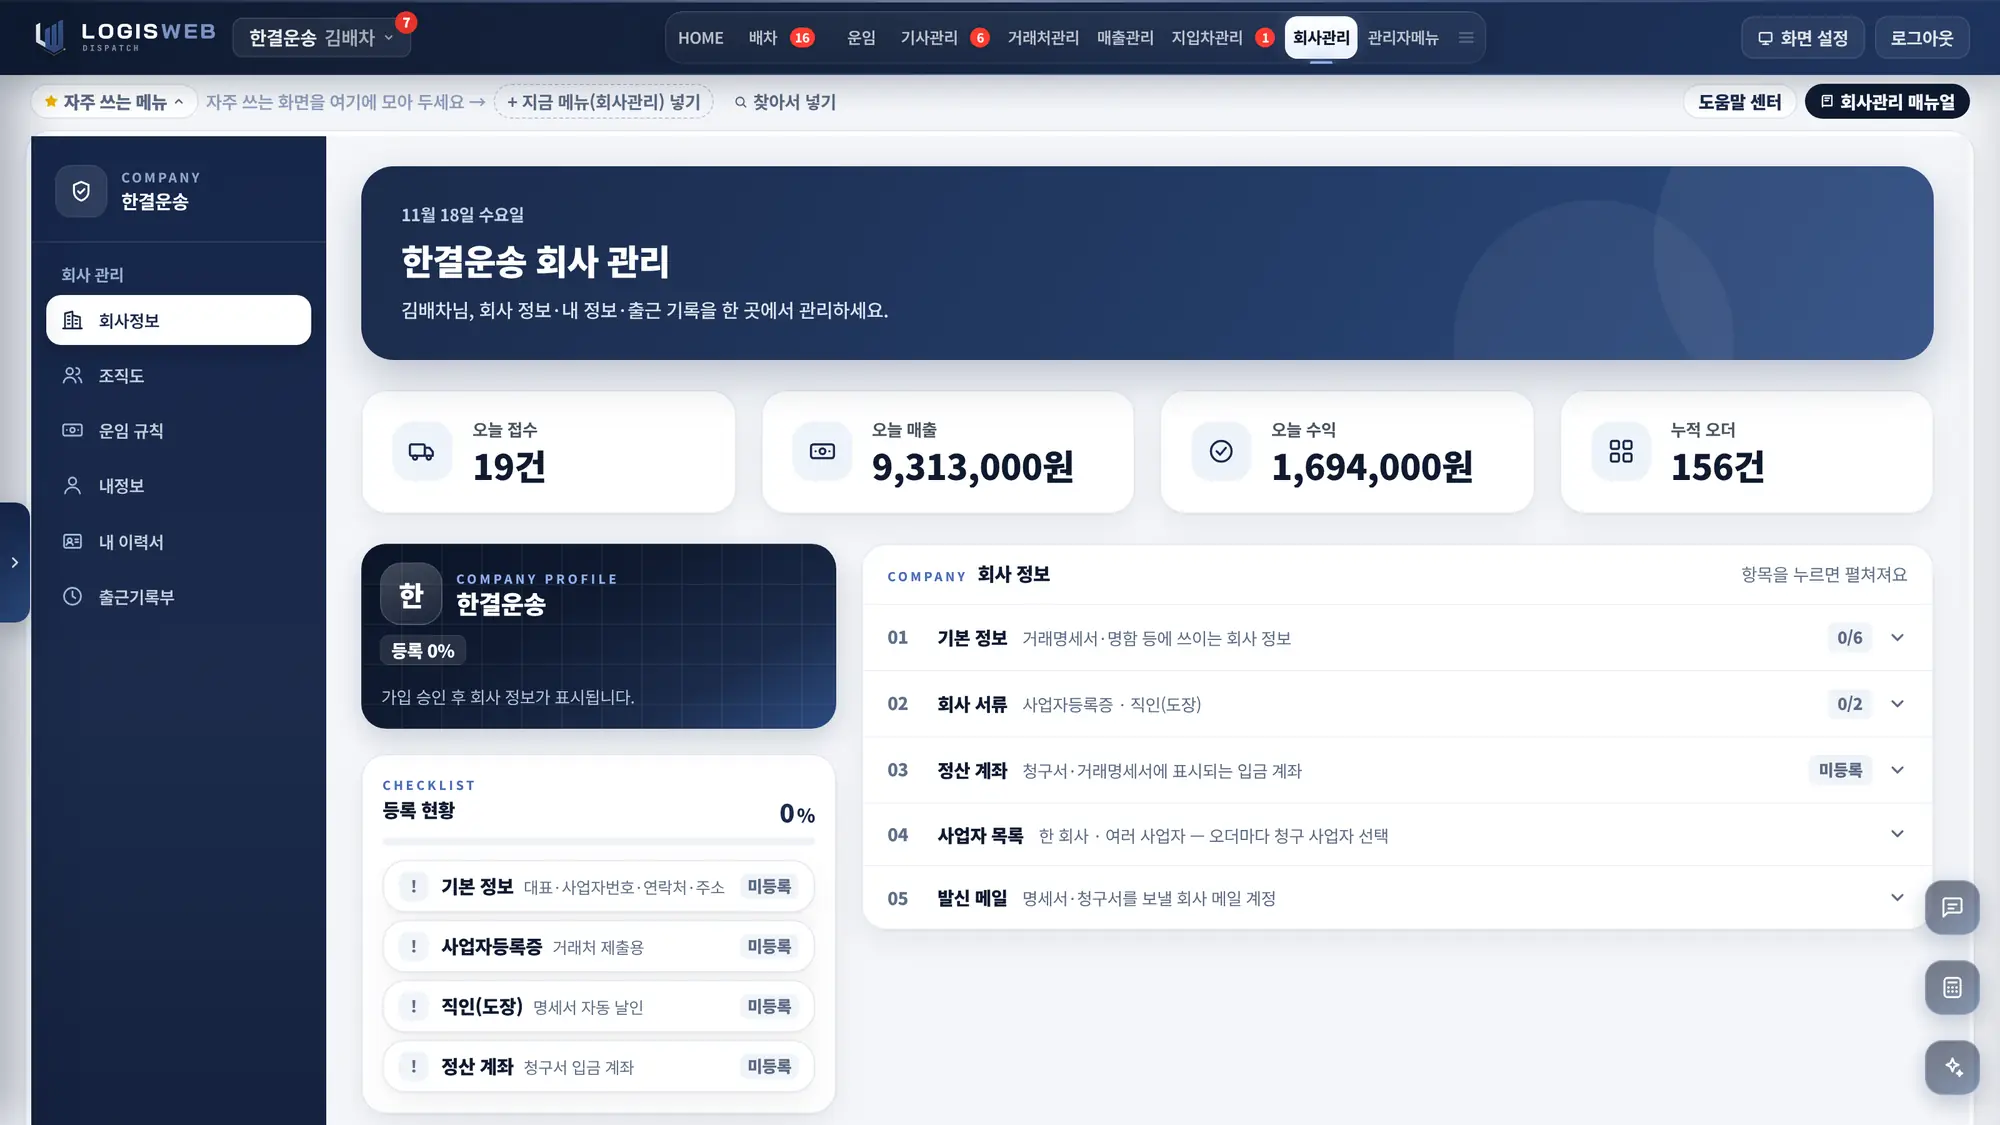 LOGISWEB
DISPATCH
한결운송 김배차
7
HOME
배차 16
운임
기사관리 6
거래처관리
매출관리
지입차관리 1
회사관리
관리자메뉴
화면 설정
로그아웃
자주 쓰는 메뉴
자주 쓰는 화면을 여기에 모아 두세요 →
+ 지금 메뉴(회사관리) 넣기
찾아서 넣기
도움말 센터
회사관리 매뉴얼
COMPANY
한결운송
회사 관리
회사정보
조직도
운임 규칙
내정보
내 이력서
출근기록부
11월 18일 수요일
한결운송 회사 관리
김배차님, 회사 정보·내 정보·출근 기록을 한 곳에서 관리하세요.
오늘 접수
19건
오늘 매출
9,313,000원
오늘 수익
1,694,000원
누적 오더
156건
한
COMPANY PROFILE
한결운송
등록 0%
가입 승인 후 회사 정보가 표시됩니다.
CHECKLIST
등록 현황
0%
! 기본 정보 대표·사업자번호·연락처·주소 미등록
! 사업자등록증 거래처 제출용 미등록
! 직인(도장) 명세서 자동 날인 미등록
! 정산 계좌 청구서 입금 계좌 미등록
COMPANY 회사 정보
항목을 누르면 펼쳐져요
01 기본 정보 거래명세서·명함 등에 쓰이는 회사 정보 0/6
02 회사 서류 사업자등록증 · 직인(도장) 0/2
03 정산 계좌 청구서·거래명세서에 표시되는 입금 계좌 미등록
04 사업자 목록 한 회사 · 여러 사업자 — 오더마다 청구 사업자 선택
05 발신 메일 명세서·청구서를 보낼 회사 메일 계정